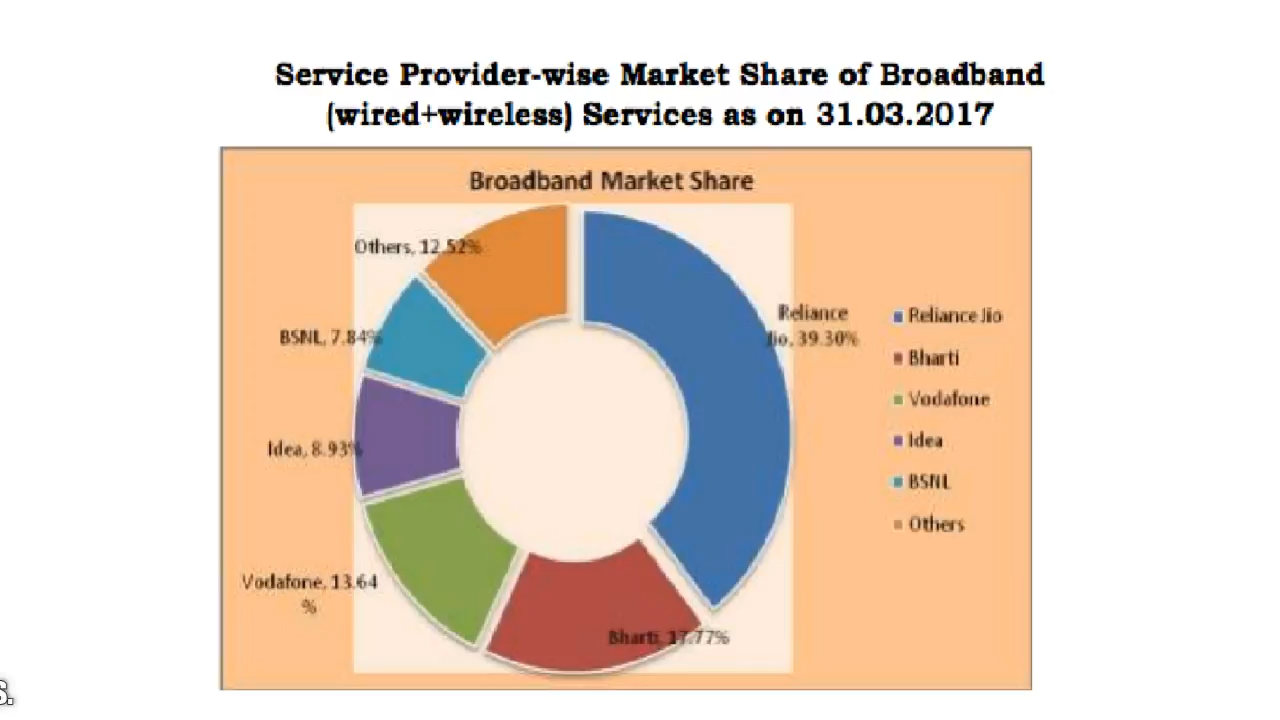 Service Provider-wise Market Share of Broadband
(wired+wireless) Services as on 31.03.2017
Broadband Market Share
Others, 12.52%
BSNL, 7.84%
Idea, 8.93%
Vodafone, 13.64
%
Bharti, 17.77%
Reliance
Jio, 39.30%
Reliance Jio
Bharti
Vodafone
Idea
BSNL
Others